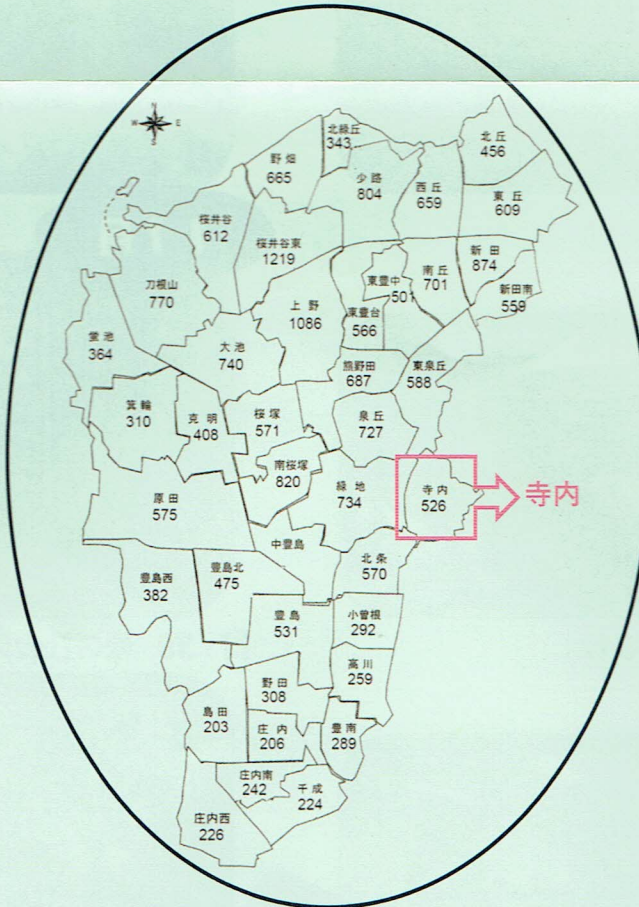 N
W E
S
北緑丘
343
北丘
456
野畑
665
少路
804
西丘
659
東丘
609
桜井谷
612
桜井谷東
1219
新田
874
南丘
701
東豊中
501
新田南
559
刀根山
770
上野
1086
東豊台
566
蛍池
364
大池
740
熊野田
687
東泉丘
588
箕輪
310
克明
408
桜塚
571
泉丘
727
南桜塚
820
緑地
734
寺内
526
寺内
原田
575
中豊島
北条
570
豊島西
382
豊島北
475
豊島
531
小曽根
292
高川
259
野田
308
島田
203
庄内
206
豊南
289
庄内南
242
千成
224
庄内西
226